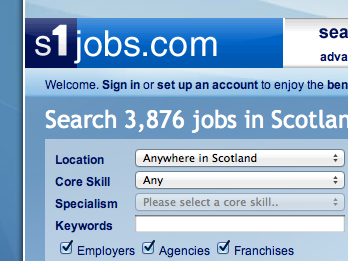 s1jobs.com
sea
adva
Welcome. Sign in or set up an account to enjoy the ben
Search 3,876 jobs in Scotlan
Location Anywhere in Scotland
Core Skill Any
Specialism Please select a core skill..
Keywords
Employers Agencies Franchises